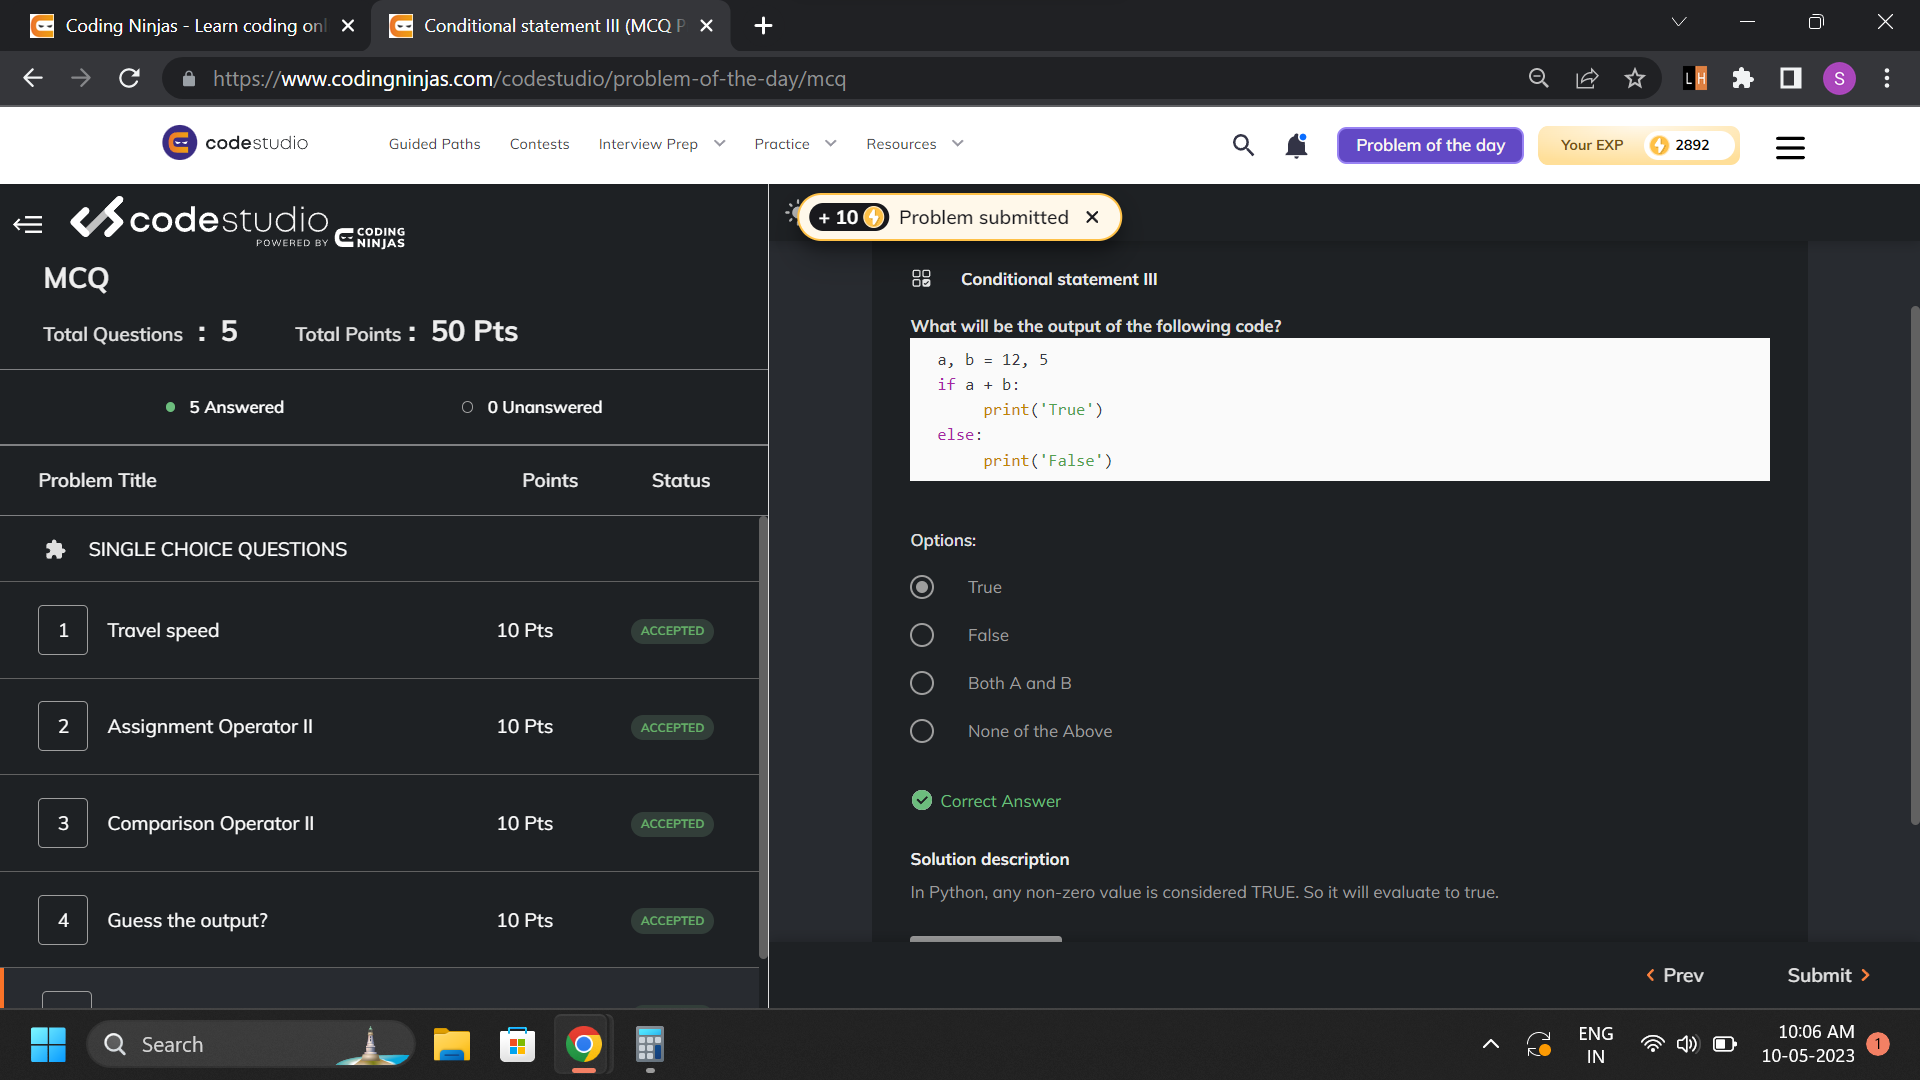 Coding Ninjas - Learn coding onl
Conditional statement III (MCQ P
https://www.codingninjas.com/codestudio/problem-of-the-day/mcq
LH
S
codestudio
Guided Paths
Contests
Interview Prep
Practice
Resources
Problem of the day
Your EXP
2892
codestudio
POWERED BY CODING NINJAS
+ 10 Problem submitted
MCQ
Total Questions : 5
Total Points : 50 Pts
5 Answered
0 Unanswered
Problem Title
Points
Status
SINGLE CHOICE QUESTIONS
1 Travel speed 10 Pts ACCEPTED
2 Assignment Operator II 10 Pts ACCEPTED
3 Comparison Operator II 10 Pts ACCEPTED
4 Guess the output? 10 Pts ACCEPTED
Conditional statement III
What will be the output of the following code?
a, b = 12, 5
if a + b:
print('True')
else:
print('False')
Options:
True
False
Both A and B
None of the Above
Correct Answer
Solution description
In Python, any non-zero value is considered TRUE. So it will evaluate to true.
Prev
Submit
Search
ENG
IN
10:06 AM
10-05-2023
1